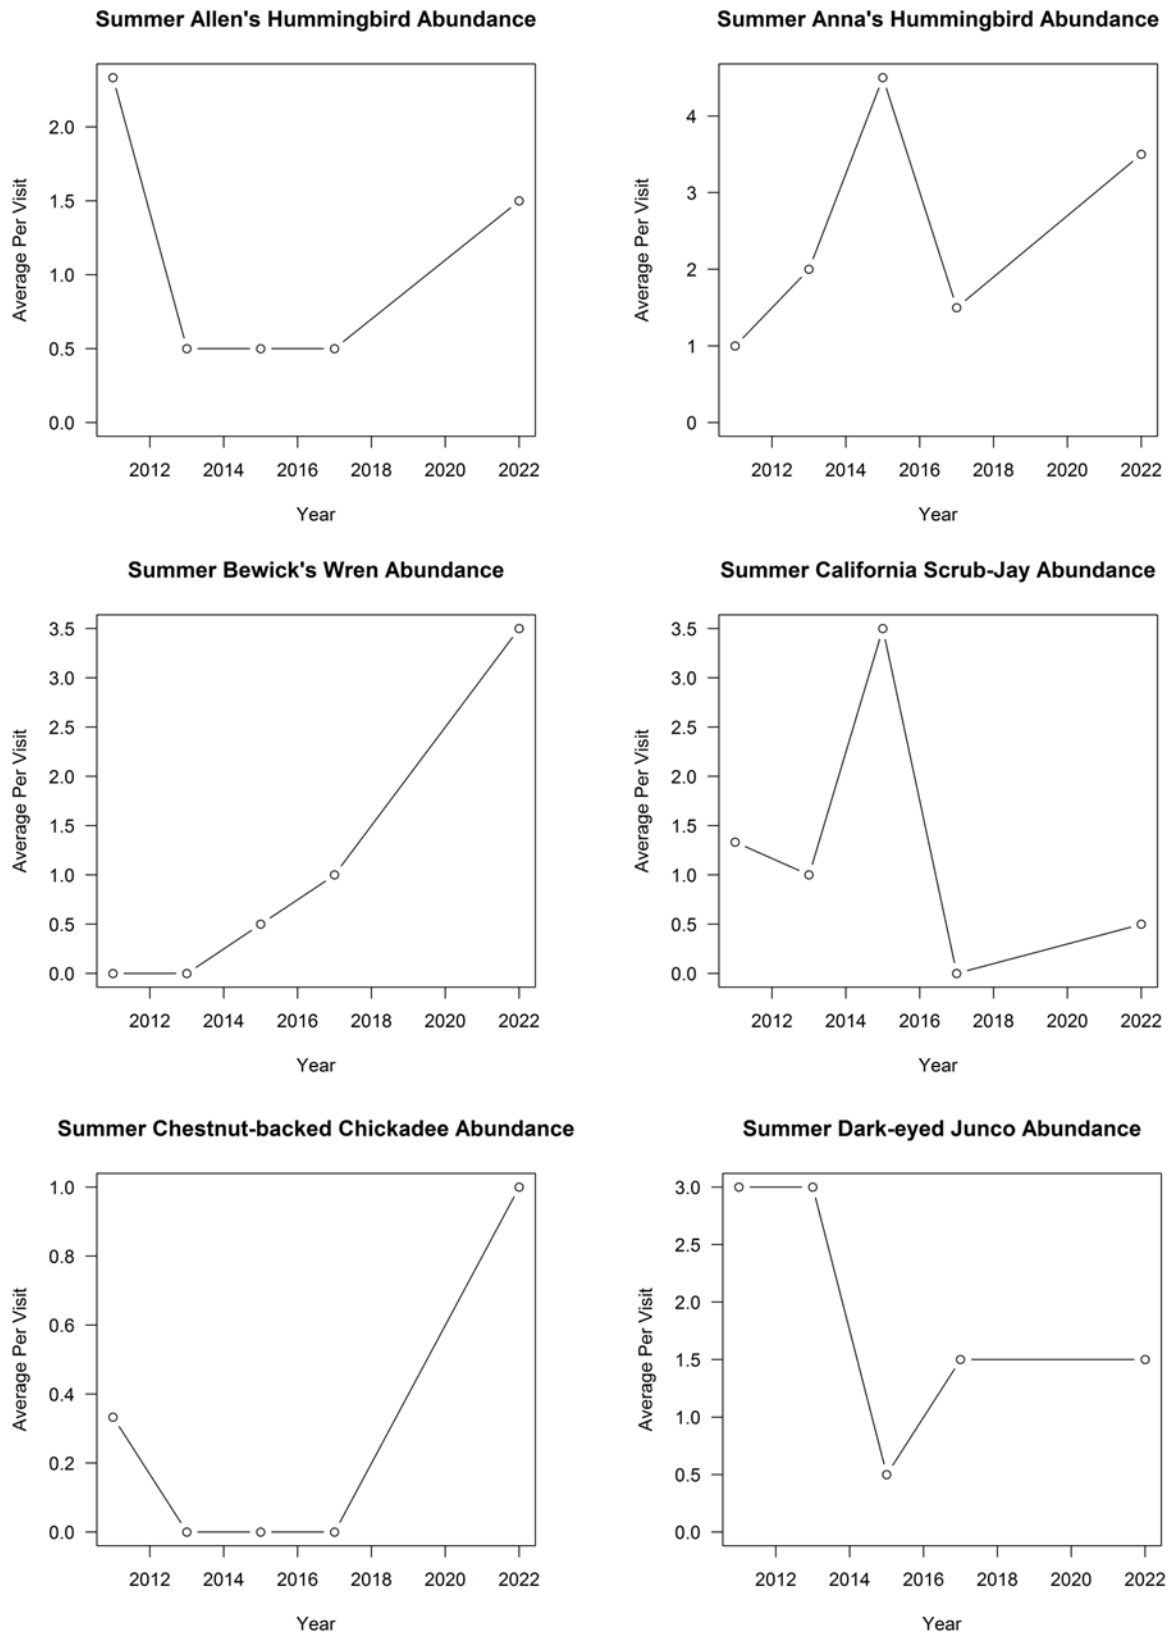 Summer Allen's Hummingbird Abundance
Average Per Visit
2.0
1.5
1.0
0.5
0.0
2012 2014 2016 2018 2020 2022
Year
Summer Anna's Hummingbird Abundance
Average Per Visit
4
3
2
1
0
2012 2014 2016 2018 2020 2022
Year
Summer Bewick's Wren Abundance
Average Per Visit
3.5
3.0
2.5
2.0
1.5
1.0
0.5
0.0
2012 2014 2016 2018 2020 2022
Year
Summer California Scrub-Jay Abundance
Average Per Visit
3.5
3.0
2.5
2.0
1.5
1.0
0.5
0.0
2012 2014 2016 2018 2020 2022
Year
Summer Chestnut-backed Chickadee Abundance
Average Per Visit
1.0
0.8
0.6
0.4
0.2
0.0
2012 2014 2016 2018 2020 2022
Year
Summer Dark-eyed Junco Abundance
Average Per Visit
3.0
2.5
2.0
1.5
1.0
0.5
0.0
2012 2014 2016 2018 2020 2022
Year